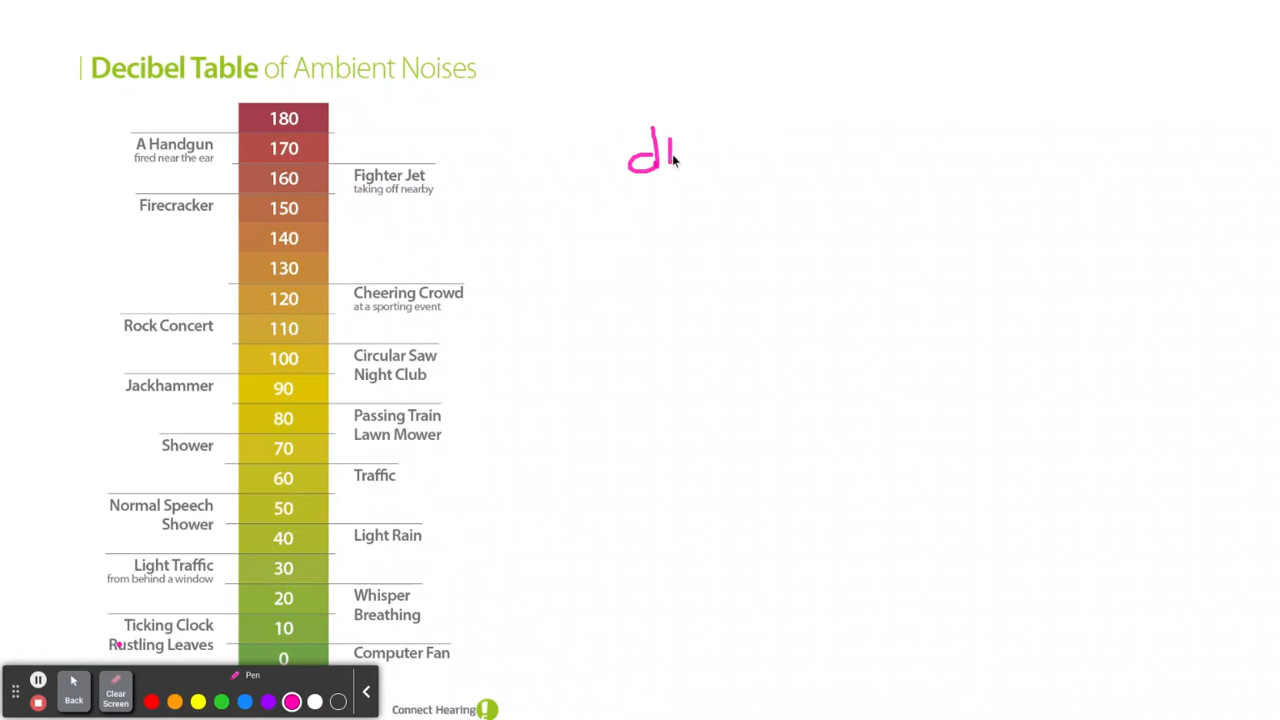 Decibel Table of Ambient Noises
180
A Handgun
fired near the ear
170
160
Fighter Jet
taking off nearby
Firecracker
150
140
130
120
Cheering Crowd
at a sporting event
Rock Concert
110
100
Circular Saw
Night Club
Jackhammer
90
80
Passing Train
Lawn Mower
Shower
70
60
Traffic
Normal Speech
Shower
50
40
Light Rain
Light Traffic
from behind a window
30
20
Whisper
Breathing
Ticking Clock
Rustling Leaves
10
0
Computer Fan
Pen
Back
Clear
Screen
Connect Hearing